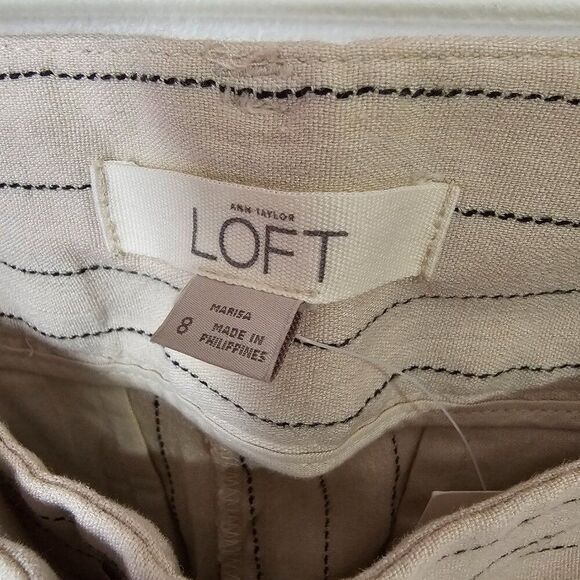 ANN TAYLOR
LOFT
MARISA
8
MADE IN
PHILIPPINES